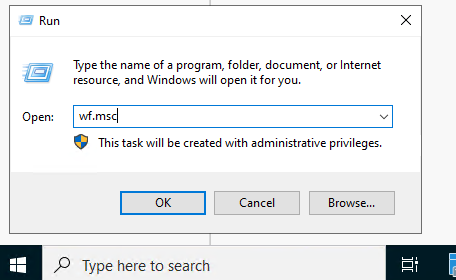 Run
Type the name of a program, folder, document, or Internet
resource, and Windows will open it for you.
Open:
wf.msc
This task will be created with administrative privileges.
OK
Cancel
Browse...
Type here to search